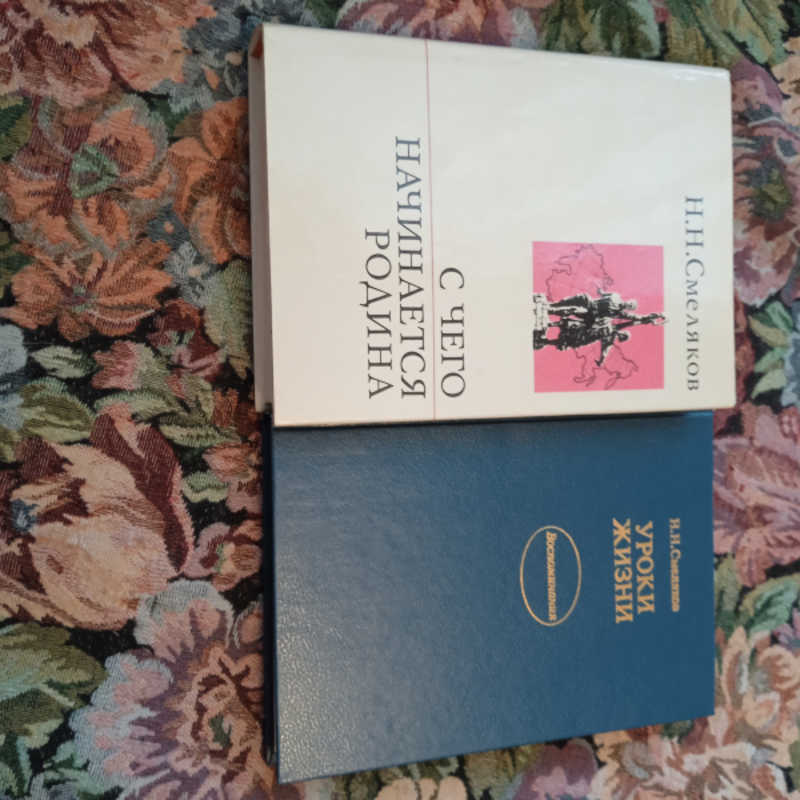 Н.Н.Смеляков
С ЧЕГО
НАЧИНАЕТСЯ
РОДИНА
Н.Н.Смеляков
УРОКИ
ЖИЗНИ
Воспоминания